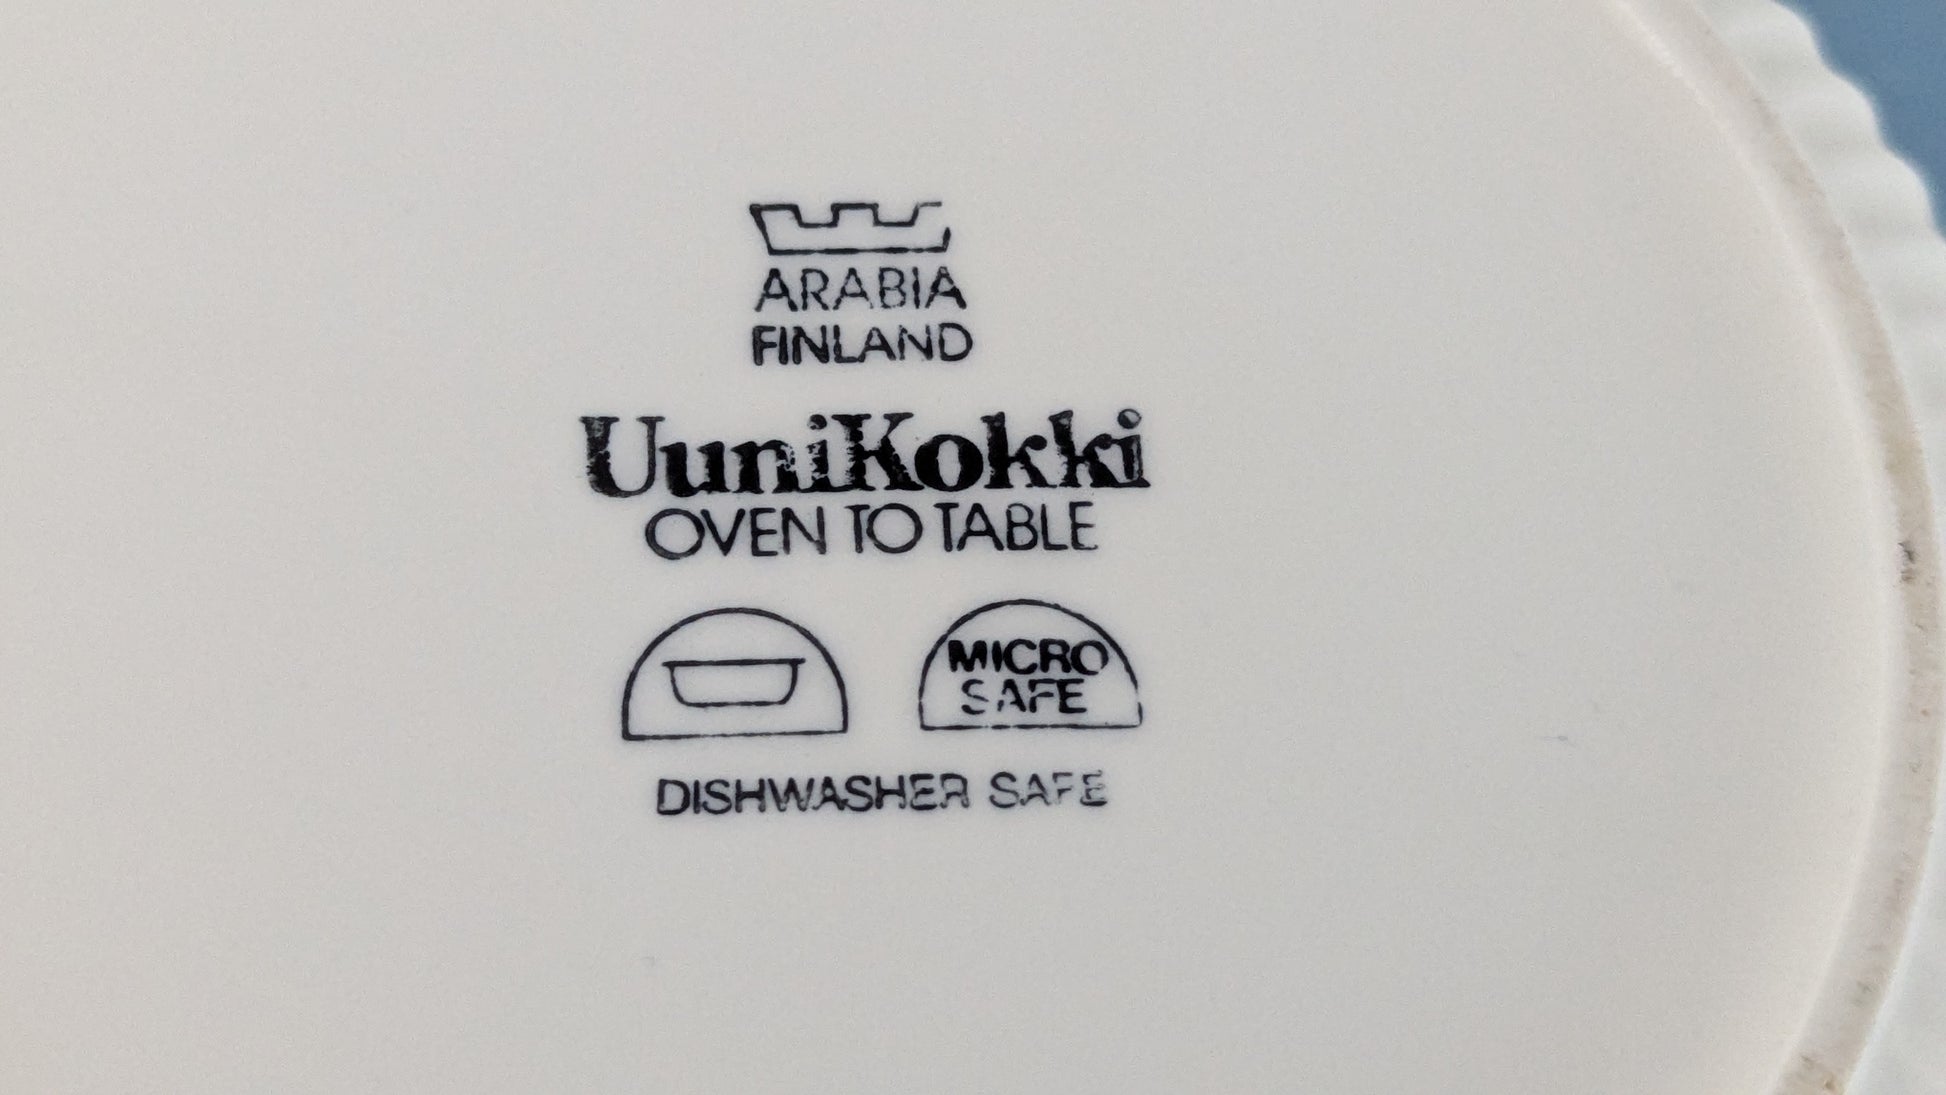 ARABIA
FINLAND
UuniKokki
OVEN TO TABLE
MICRO
SAFE
DISHWASHER SAFE